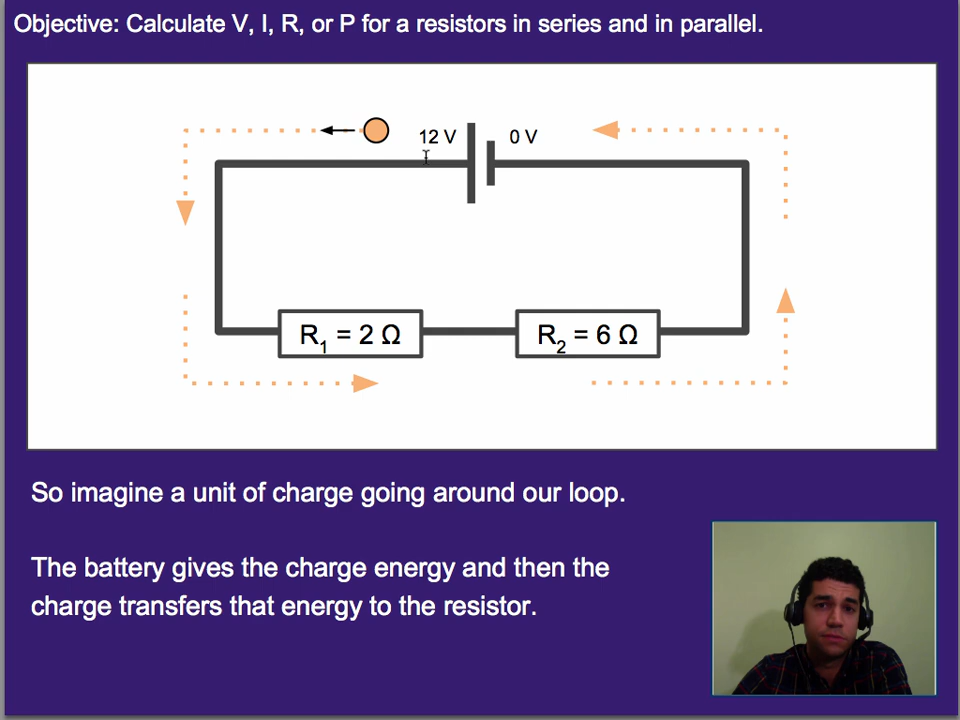 Objective: Calculate V, I, R, or P for a resistors in series and in parallel.
12 V
0 V
R₁ = 2 Ω
R₂ = 6 Ω
So imagine a unit of charge going around our loop.
The battery gives the charge energy and then the
charge transfers that energy to the resistor.